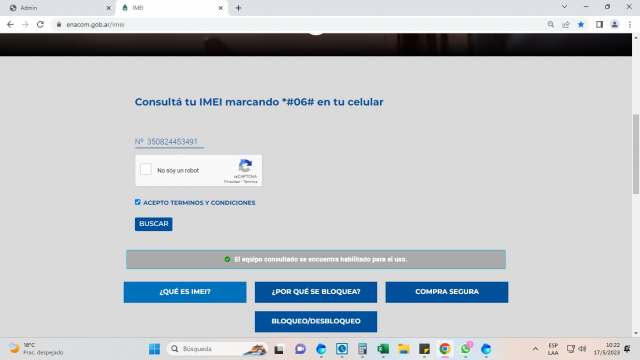 Admin
IMEI
enacom.gob.ar/imei
Consultá tu IMEI marcando *#06# en tu celular
Nº 350824453491
No soy un robot
reCAPTCHA
Privacidad - Términos
ACEPTO TERMINOS Y CONDICIONES
BUSCAR
El equipo consultado se encuentra habilitado para el uso.
¿QUÉ ES IMEI?
¿POR QUÉ SE BLOQUEA?
COMPRA SEGURA
BLOQUEO/DESBLOQUEO
18°C
Prac. despejado
Búsqueda
ESP
LAA
10:22
17/5/2023